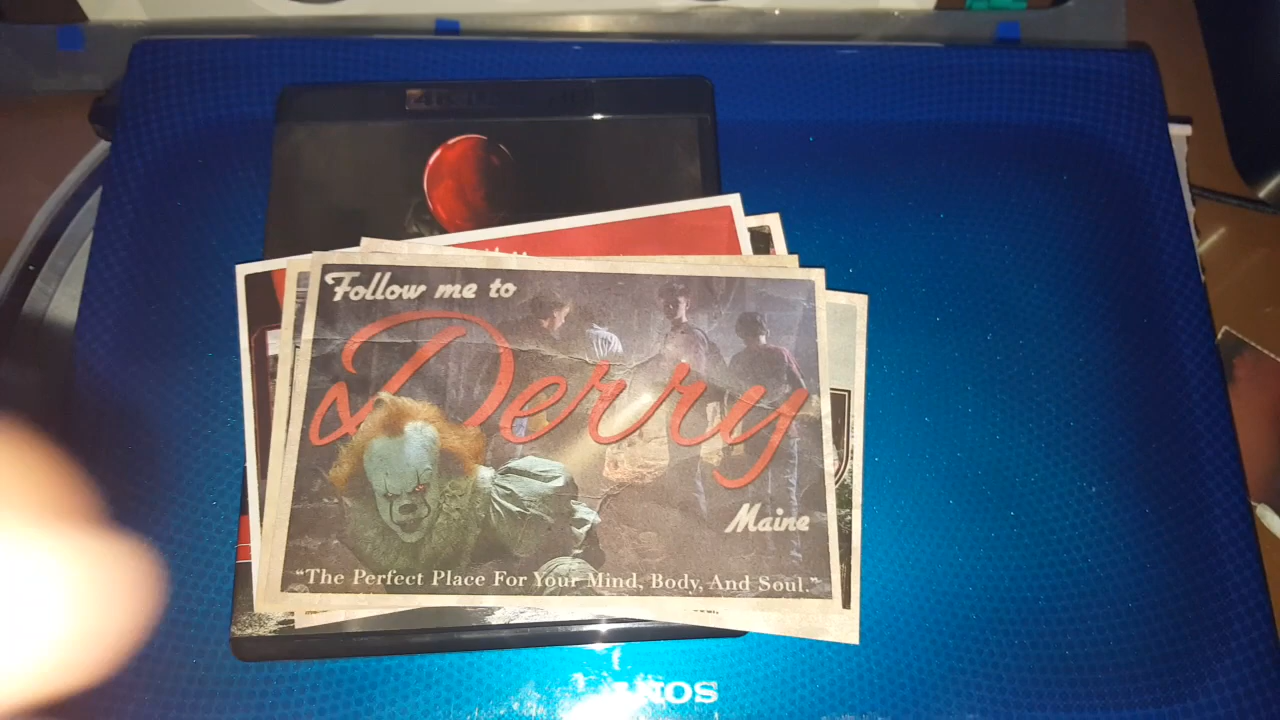 Follow me to
Derry
Maine
“The Perfect Place For Your Mind, Body, And Soul.”